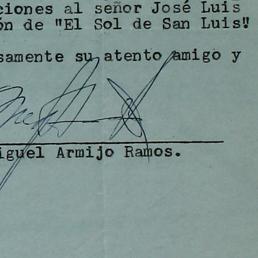 ciones al señor José Luis
ón de "El Sol de San Luis"
samente su atento amigo y
iguel Armijo Ramos.